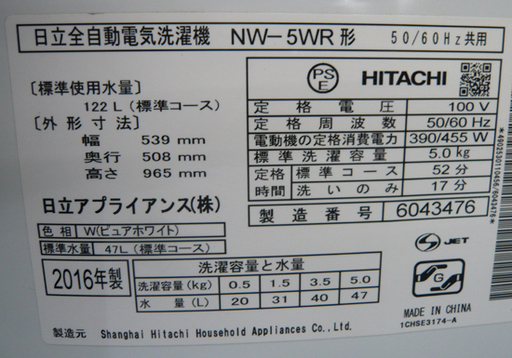 日立全自動電気洗濯機 NW-5WR形 50/60Hz共用
〔標準使用水量〕
122L(標準コース)
〔外形寸法〕
幅 539 mm
奥行 508 mm
高さ 965 mm
日立アプライアンス(株)
色相 W(ピュアホワイト)
標準水量 47L(標準コース)
PSE HITACHI
定格電圧 100 V
定格周波数 50/60 Hz
電動機の定格消費電力 390/455 W
標準洗濯容量 5.0kg
定格時間 標準コース 52分
洗いのみ 17分
製造番号 6043476
JET
2016年製
洗濯容量と水量
洗濯容量(kg) 0.5 1.5 3.5 5.0
水量(L) 20 31 40 47
G
MADE IN CHINA
1CHSE3174-A
製造元 Shanghai Hitachi Household Appliances Co.,Ltd.